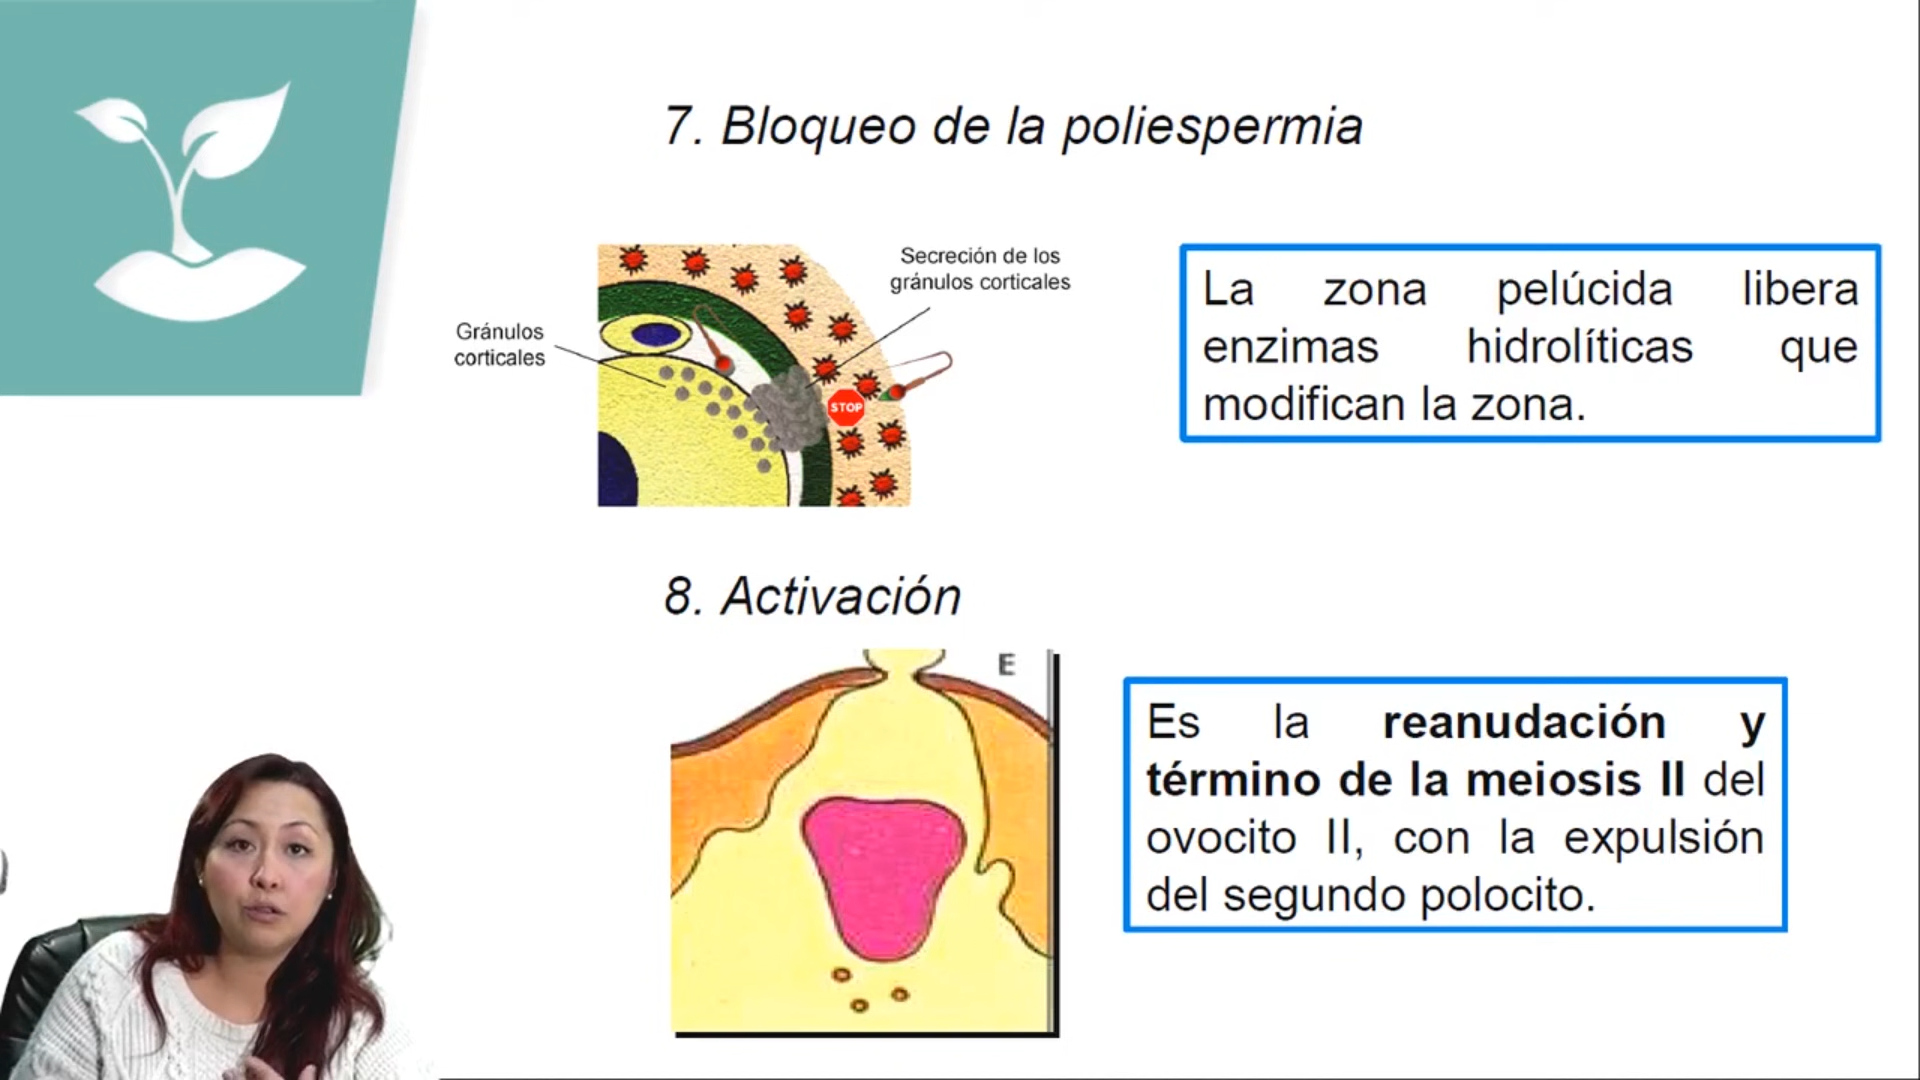 7. Bloqueo de la poliespermia
Secreción de los
gránulos corticales
Gránulos
corticales
STOP
La zona pelúcida libera
enzimas hidrolíticas que
modifican la zona.
8. Activación
E
Es la reanudación y
término de la meiosis II del
ovocito II, con la expulsión
del segundo polocito.